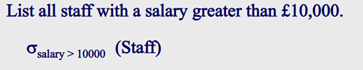 List all staff with a salary greater than £10,000.
σsalary > 10000 (Staff)